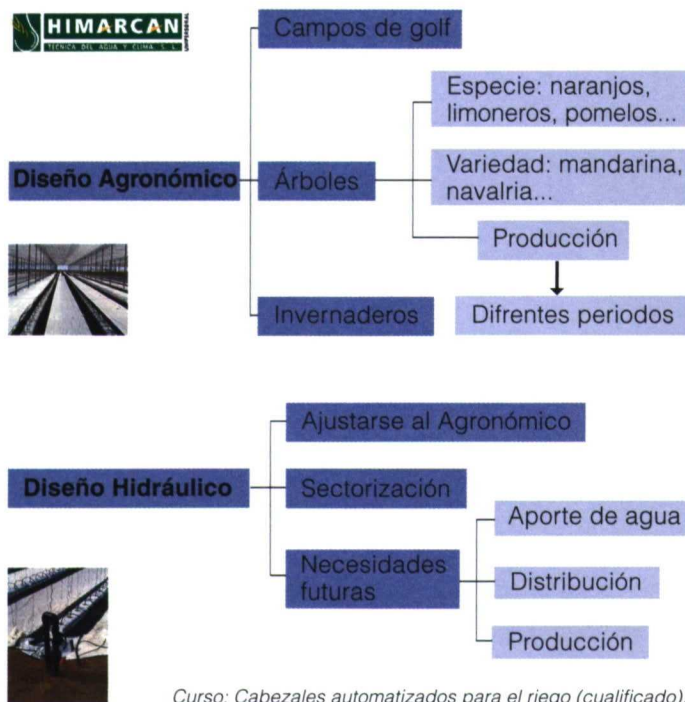 HIMARCAN
TECNICA DEL AGUA Y CLIMA, S. L.
UNIPERSONAL
Campos de golf
Especie: naranjos,
limoneros, pomelos...
Diseño Agronómico
Árboles
Variedad: mandarina,
navalria...
Producción
Invernaderos
Difrentes periodos
Ajustarse al Agronómico
Diseño Hidráulico
Sectorización
Aporte de agua
Necesidades
futuras
Distribución
Producción
Curso: Cabezales automatizados para el riego (cualificado).